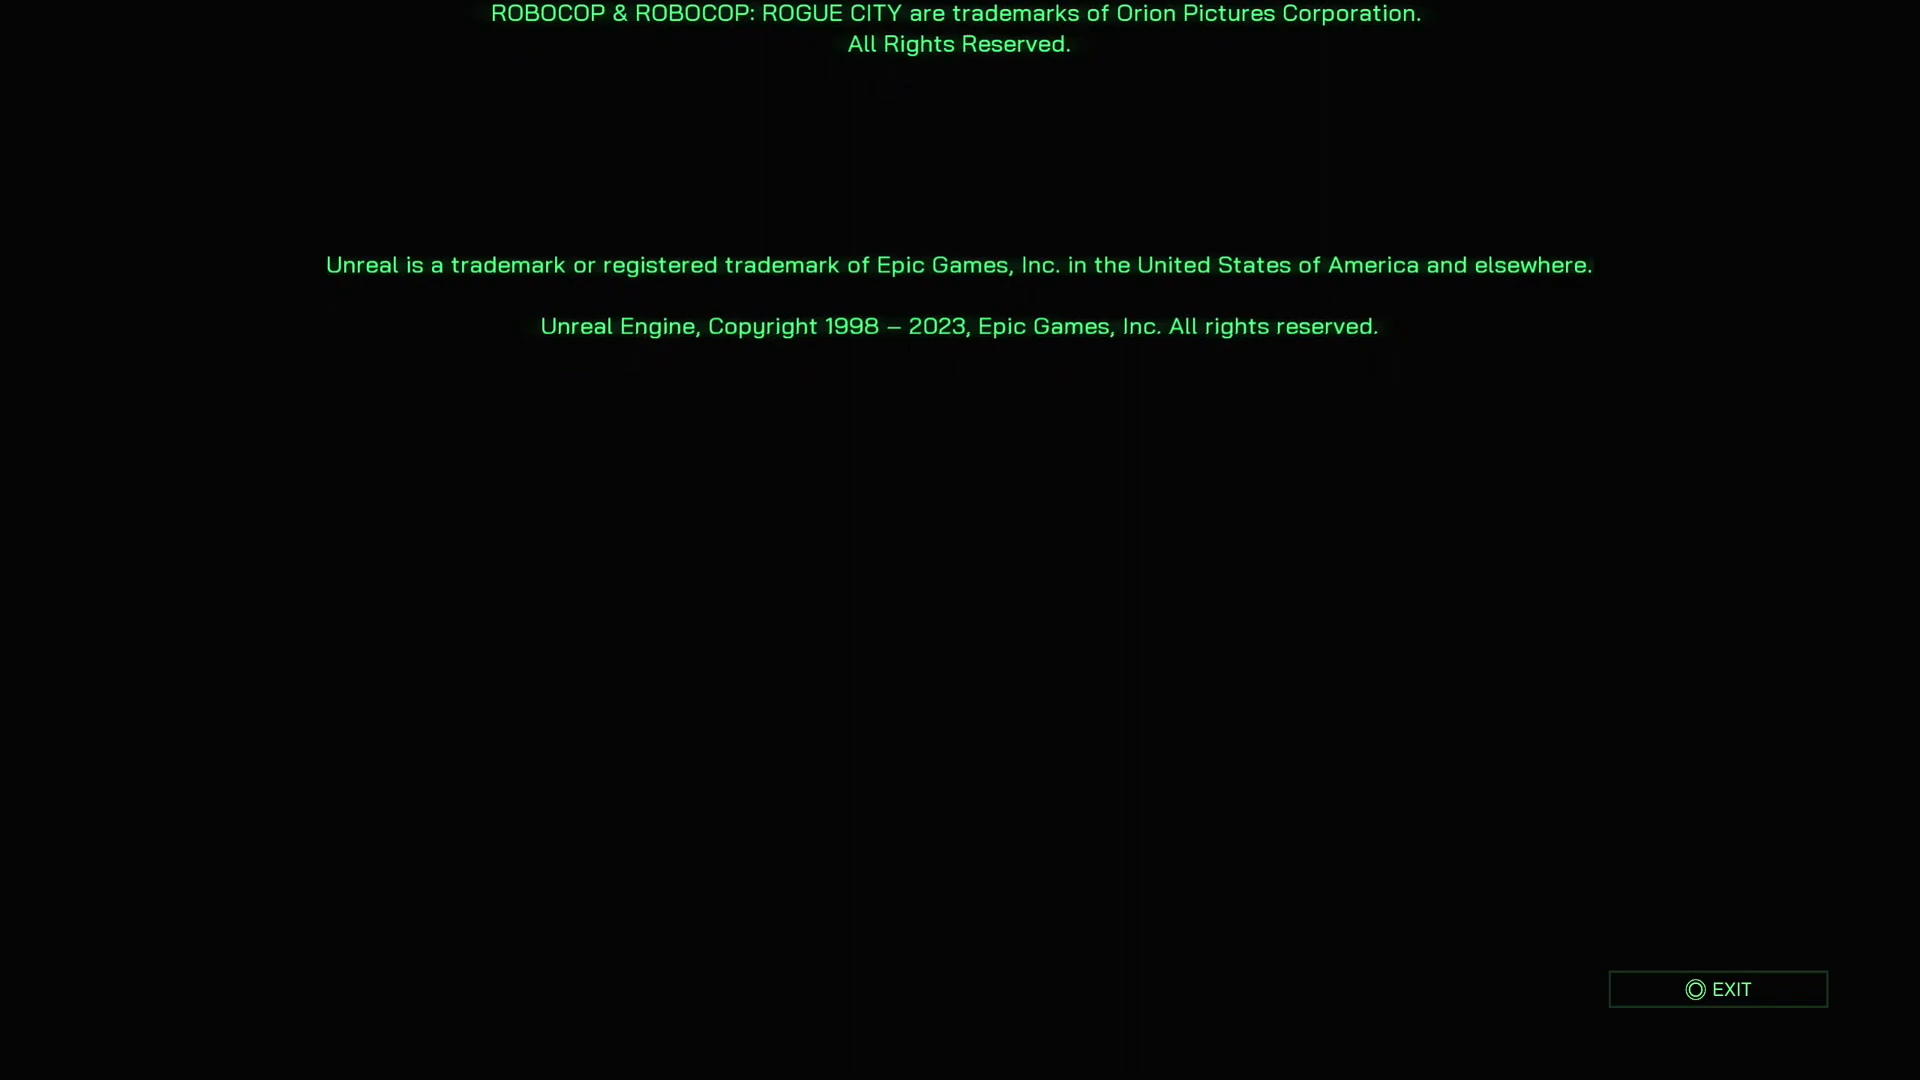 ROBOCOP & ROBOCOP: ROGUE CITY are trademarks of Orion Pictures Corporation.
All Rights Reserved.
Unreal is a trademark or registered trademark of Epic Games, Inc. in the United States of America and elsewhere.
Unreal Engine, Copyright 1998 – 2023, Epic Games, Inc. All rights reserved.
EXIT